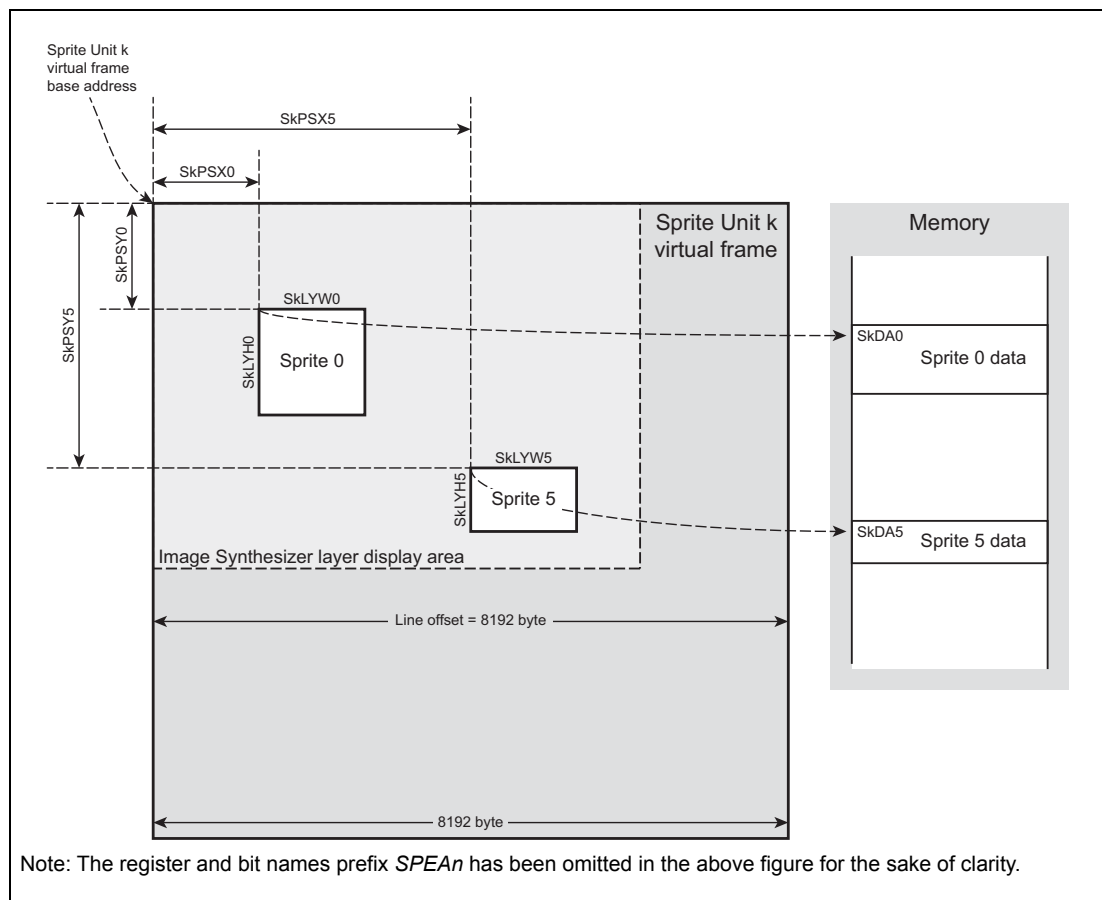 Sprite Unit k
virtual frame
base address
SkPSX5
SkPSX0
SkPSY0
SkPSY5
Sprite Unit k
virtual frame
Memory
SkLYW0
SkLYH0
Sprite 0
SkDA0
Sprite 0 data
SkLYW5
SkLYH5
Sprite 5
SkDA5
Sprite 5 data
Image Synthesizer layer display area
Line offset = 8192 byte
8192 byte
Note: The register and bit names prefix SPEAn has been omitted in the above figure for the sake of clarity.